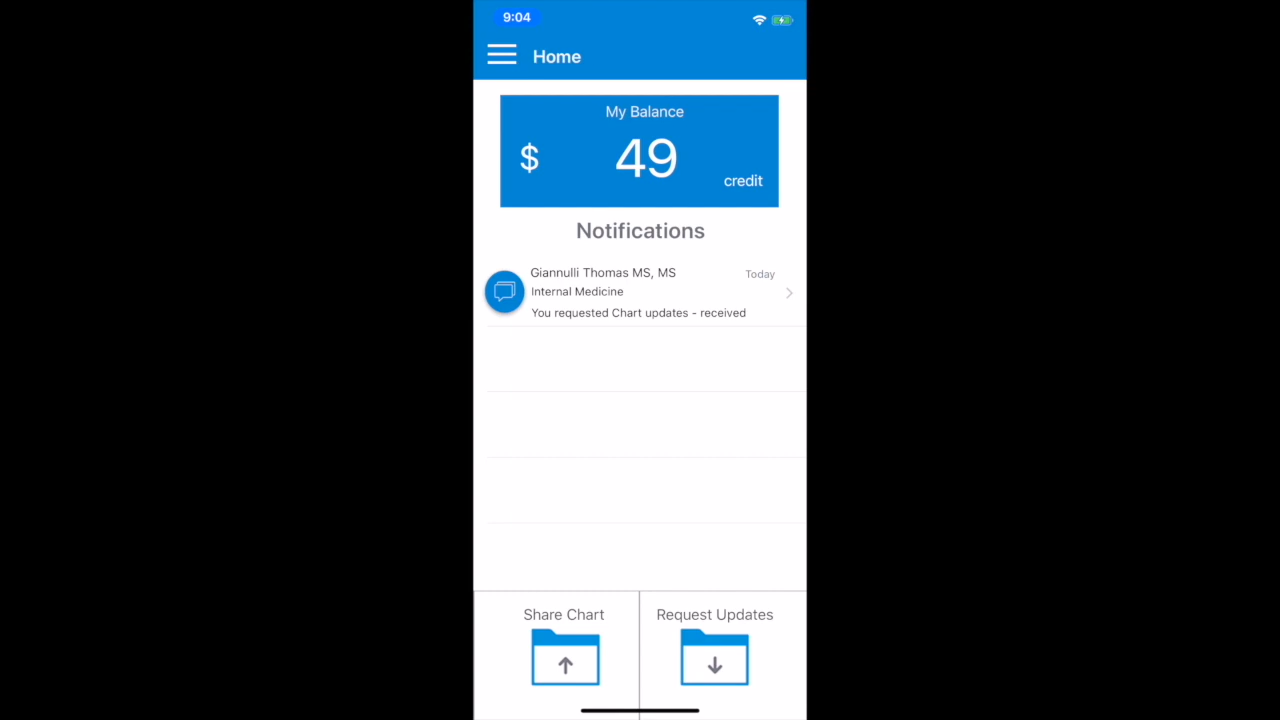 9:04
Home
My Balance
$ 49
credit
Notifications
Giannulli Thomas MS, MS
Today
Internal Medicine
You requested Chart updates - received
Share Chart
Request Updates